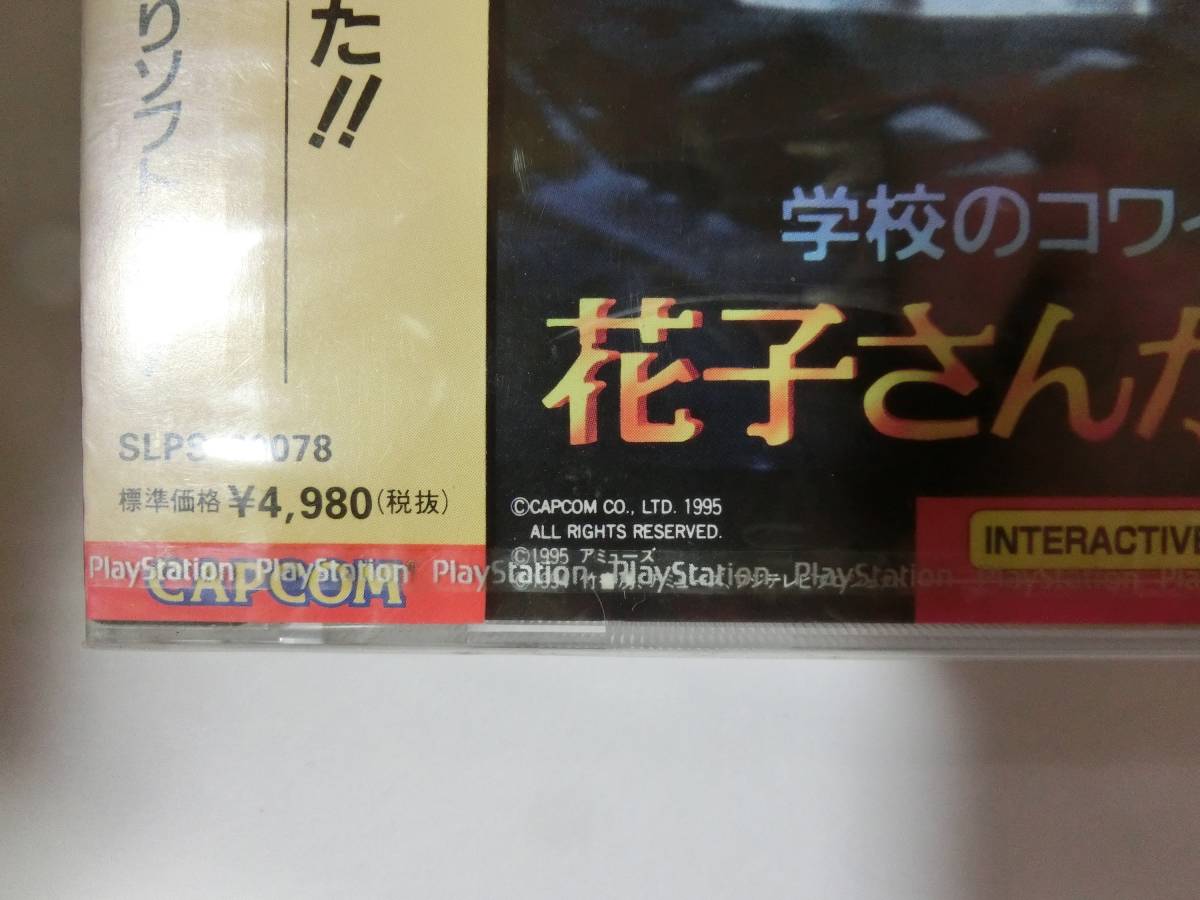 た!!
りソフト
SLPS 00078
標準価格 ¥4,980(税抜)
CAPCOM
学校のコワイ
花子さんが
©CAPCOM CO., LTD. 1995
ALL RIGHTS RESERVED.
©1995 アミューズ
INTERACTIVE
PlayStation PlayStation PlayStation PlayStation PlayStation PlayStation